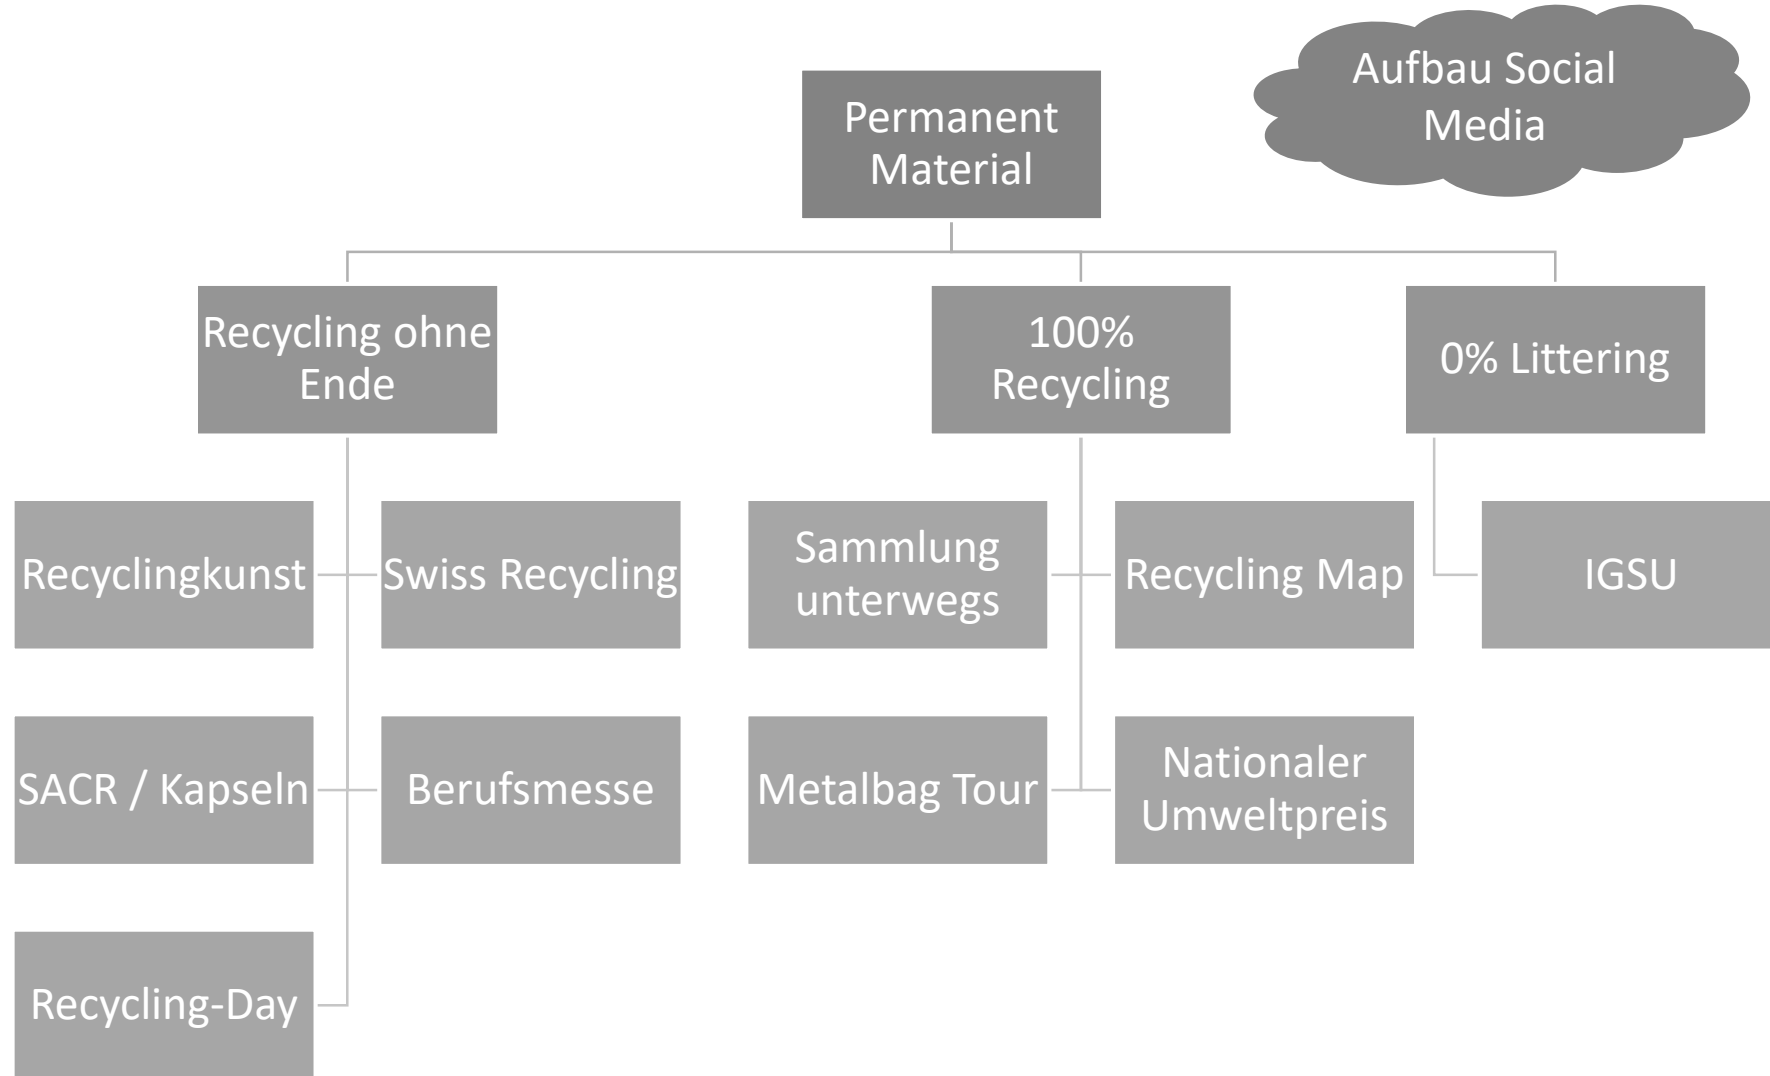 Aufbau Social
Media
Permanent
Material
Recycling ohne
Ende
100%
Recycling
0% Littering
Recyclingkunst
Swiss Recycling
Sammlung
unterwegs
Recycling Map
IGSU
SACR / Kapseln
Berufsmesse
Metalbag Tour
Nationaler
Umweltpreis
Recycling-Day